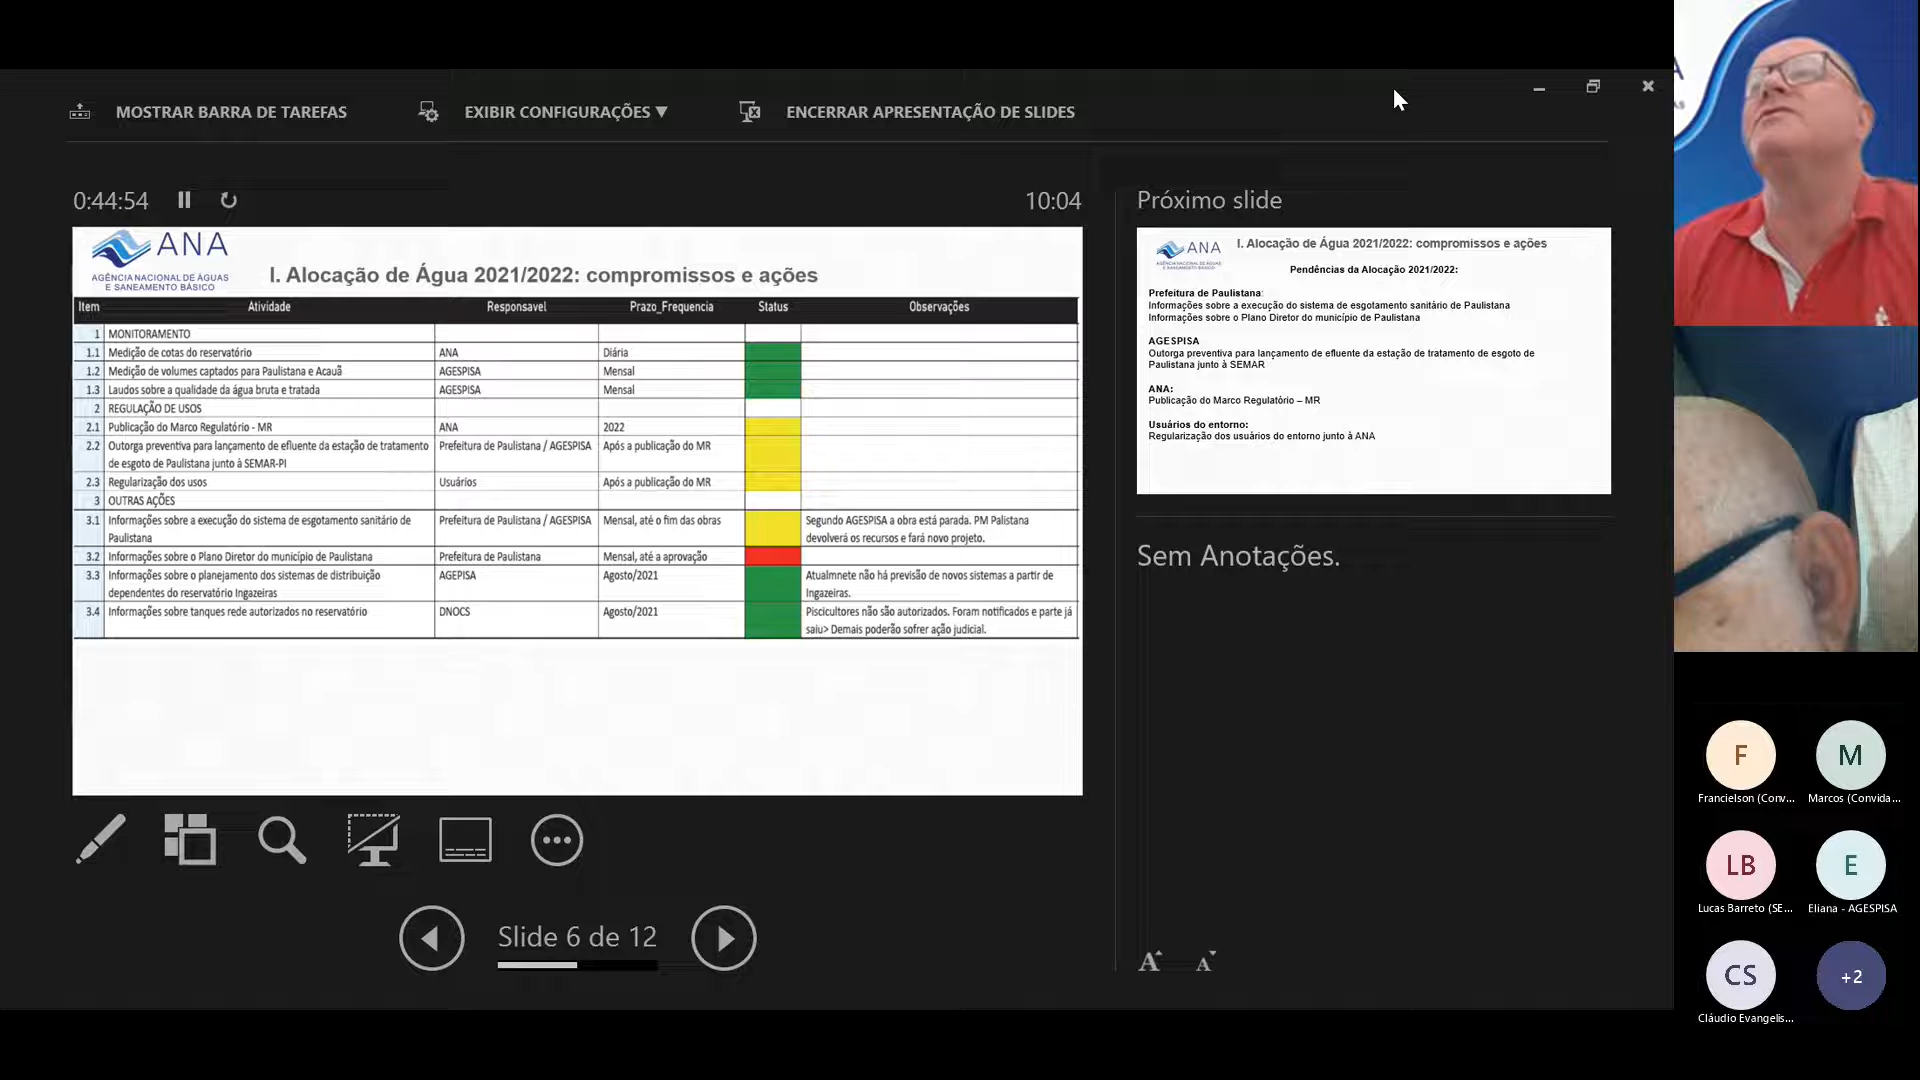 MOSTRAR BARRA DE TAREFAS
EXIBIR CONFIGURAÇÕES ▼
ENCERRAR APRESENTAÇÃO DE SLIDES
0:44:54
10:04
ANA
AGÊNCIA NACIONAL DE ÁGUAS
E SANEAMENTO BÁSICO
I. Alocação de Água 2021/2022: compromissos e ações
Item Atividade Responsavel Prazo_Frequencia Status Observações
1 MONITORAMENTO
1.1 Medição de cotas do reservatório ANA Diária
1.2 Medição de volumes captados para Paulistana e Acauã AGESPISA Mensal
1.3 Laudos sobre a qualidade da água bruta e tratada AGESPISA Mensal
2 REGULAÇÃO DE USOS
2.1 Publicação do Marco Regulatório - MR ANA 2022
2.2 Outorga preventiva para lançamento de efluente da estação de tratamento Prefeitura de Paulistana / AGESPISA Após a publicação do MR
de esgoto de Paulistana junto à SEMAR-PI
2.3 Regularização dos usos Usuários Após a publicação do MR
3 OUTRAS AÇÕES
3.1 Informações sobre a execução do sistema de esgotamento sanitário de Prefeitura de Paulistana / AGESPISA Mensal, até o fim das obras Segundo AGESPISA a obra está parada. PM Palistana
Paulistana devolverá os recursos e fará novo projeto.
3.2 Informações sobre o Plano Diretor do município de Paulistana Prefeitura de Paulistana Mensal, até a aprovação
3.3 Informações sobre o planejamento dos sistemas de distribuição AGEPISA Agosto/2021 Atualmnete não há previsão de novos sistemas a partir de
dependentes do reservatório Ingazeiras Ingazeiras.
3.4 Informações sobre tanques rede autorizados no reservatório DNOCS Agosto/2021 Piscicultores não são autorizados. Foram notificados e parte já
saiu> Demais poderão sofrer ação judicial.
Slide 6 de 12
Próximo slide
ANA
I. Alocação de Água 2021/2022: compromissos e ações
Pendências da Alocação 2021/2022:
Prefeitura de Paulistana:
Informações sobre a execução do sistema de esgotamento sanitário de Paulistana
Informações sobre o Plano Diretor do município de Paulistana
AGESPISA
Outorga preventiva para lançamento de efluente da estação de tratamento de esgoto de
Paulistana junto à SEMAR
ANA:
Publicação do Marco Regulatório – MR
Usuários do entorno:
Regularização dos usuários do entorno junto à ANA
Sem Anotações.
A A
F
Francielson (Conv...
M
Marcos (Convida...
LB
Lucas Barreto (SE...
E
Eliana - AGESPISA
CS
Cláudio Evangelis...
+2